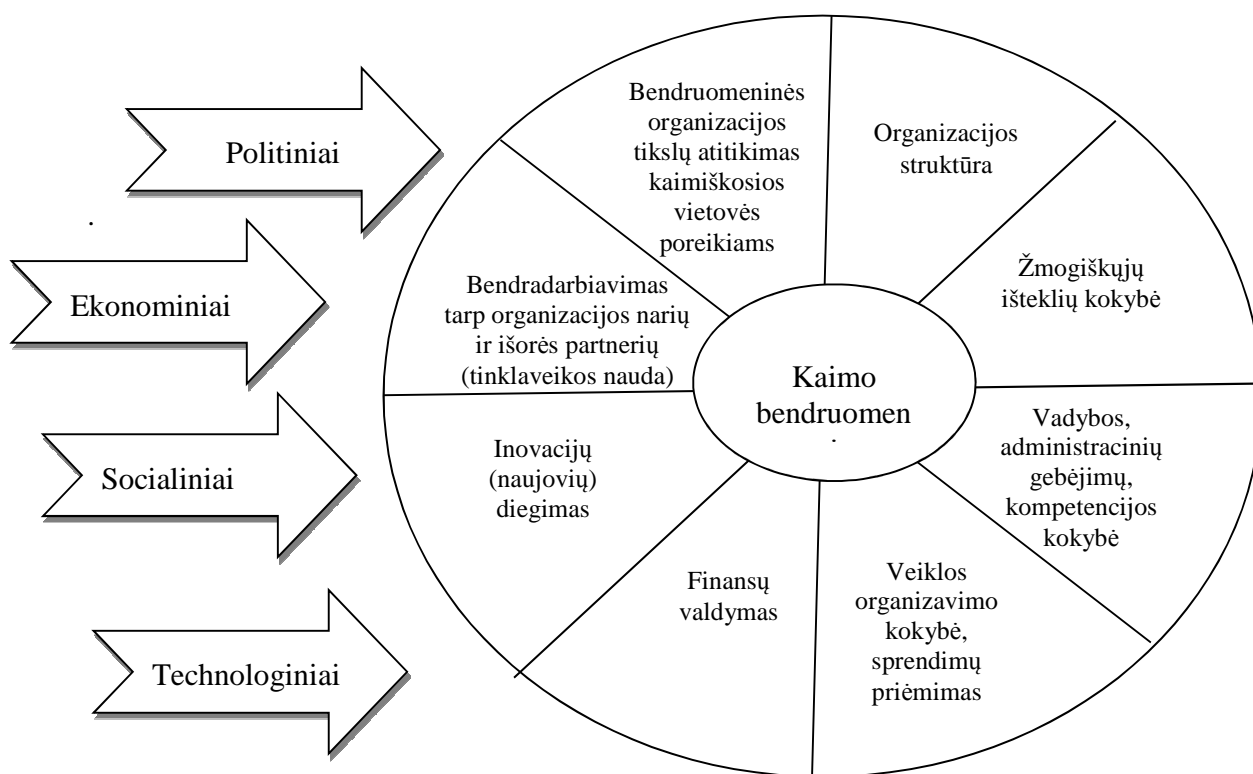 Politiniai
Ekonominiai
Socialiniai
Technologiniai
Bendruomeninės
organizacijos
tikslų atitikimas
kaimiškosios
vietovės
poreikiams
Organizacijos
struktūra
Žmogiškųjų
išteklių kokybė
Vadybos,
administracinių
gebėjimų,
kompetencijos
kokybė
Veiklos
organizavimo
kokybė,
sprendimų
priėmimas
Finansų
valdymas
Inovacijų
(naujovių)
diegimas
Bendradarbiavimas
tarp organizacijos narių
ir išorės partnerių
(tinklaveikos nauda)
Kaimo
bendruomen